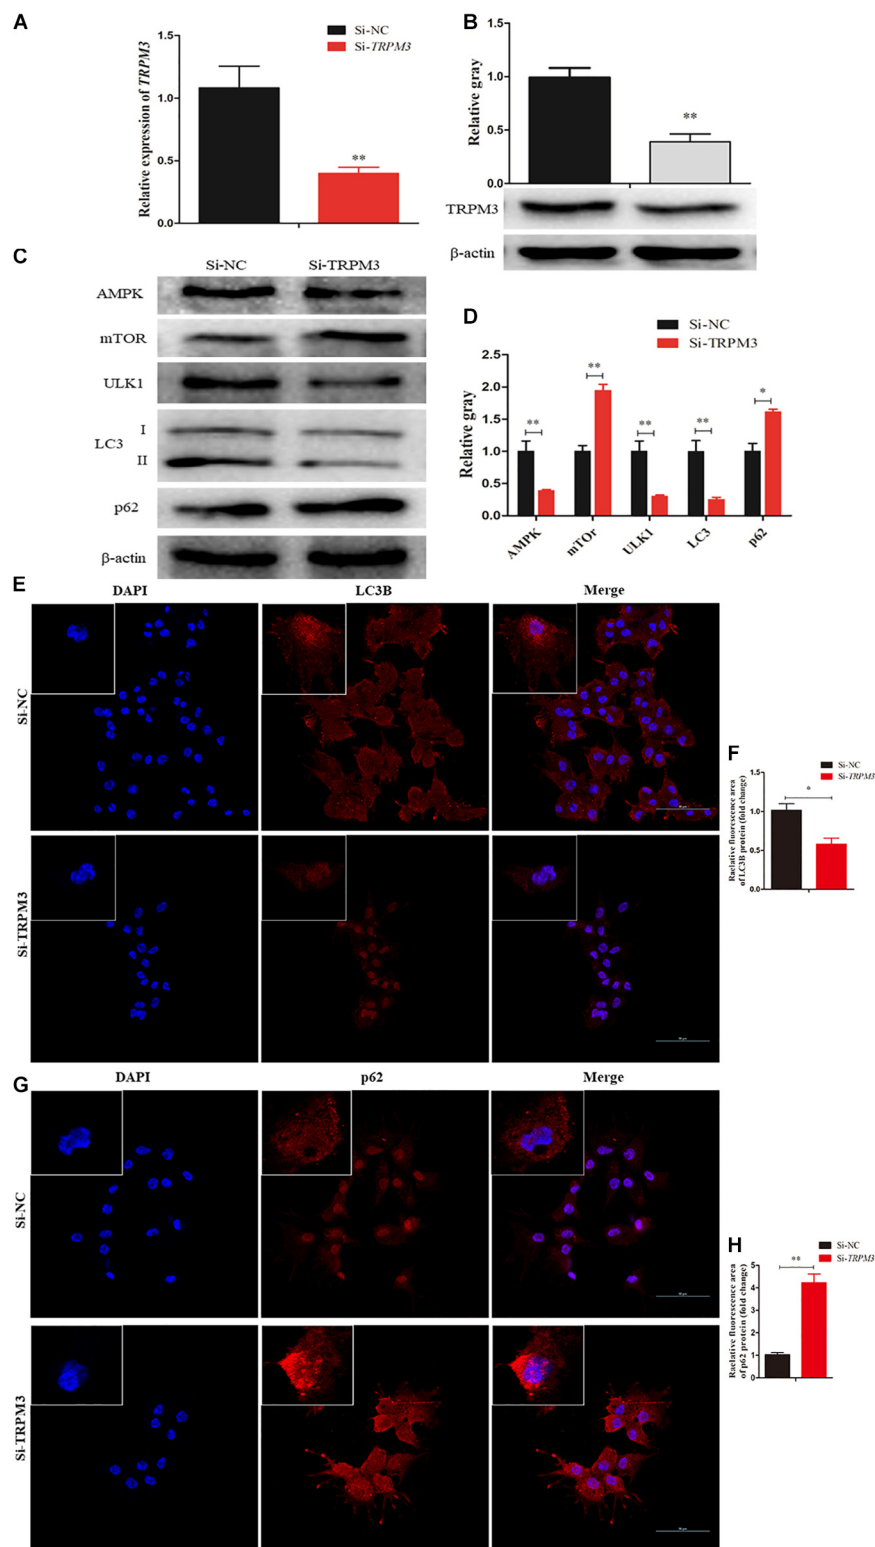 A
Si-NC
Si-TRPM3
Relative expression of TRPM3
1.5
1.0
0.5
0.0
**
B
Relative gray
1.5
1.0
0.5
0.0
**
TRPM3
β-actin
C
Si-NC Si-TRPM3
AMPK
mTOR
ULK1
LC3
I
II
p62
β-actin
D
Si-NC
Si-TRPM3
Relative gray
2.5
2.0
1.5
1.0
0.5
0.0
** ** ** ** *
AMPK mTOr ULK1 LC3 p62
E
DAPI LC3B Merge
Si-NC
Si-TRPM3
F
Si-NC
Si-TRPM3
Raelative fluorescence area
of LC3B protein (fold change)
1.5
1.0
0.5
0.0
*
G
DAPI p62 Merge
Si-NC
Si-TRPM3
H
Si-NC
Si-TRPM3
Raelative fluorescence area
of p62 protein (fold change)
5
4
3
2
1
0
**